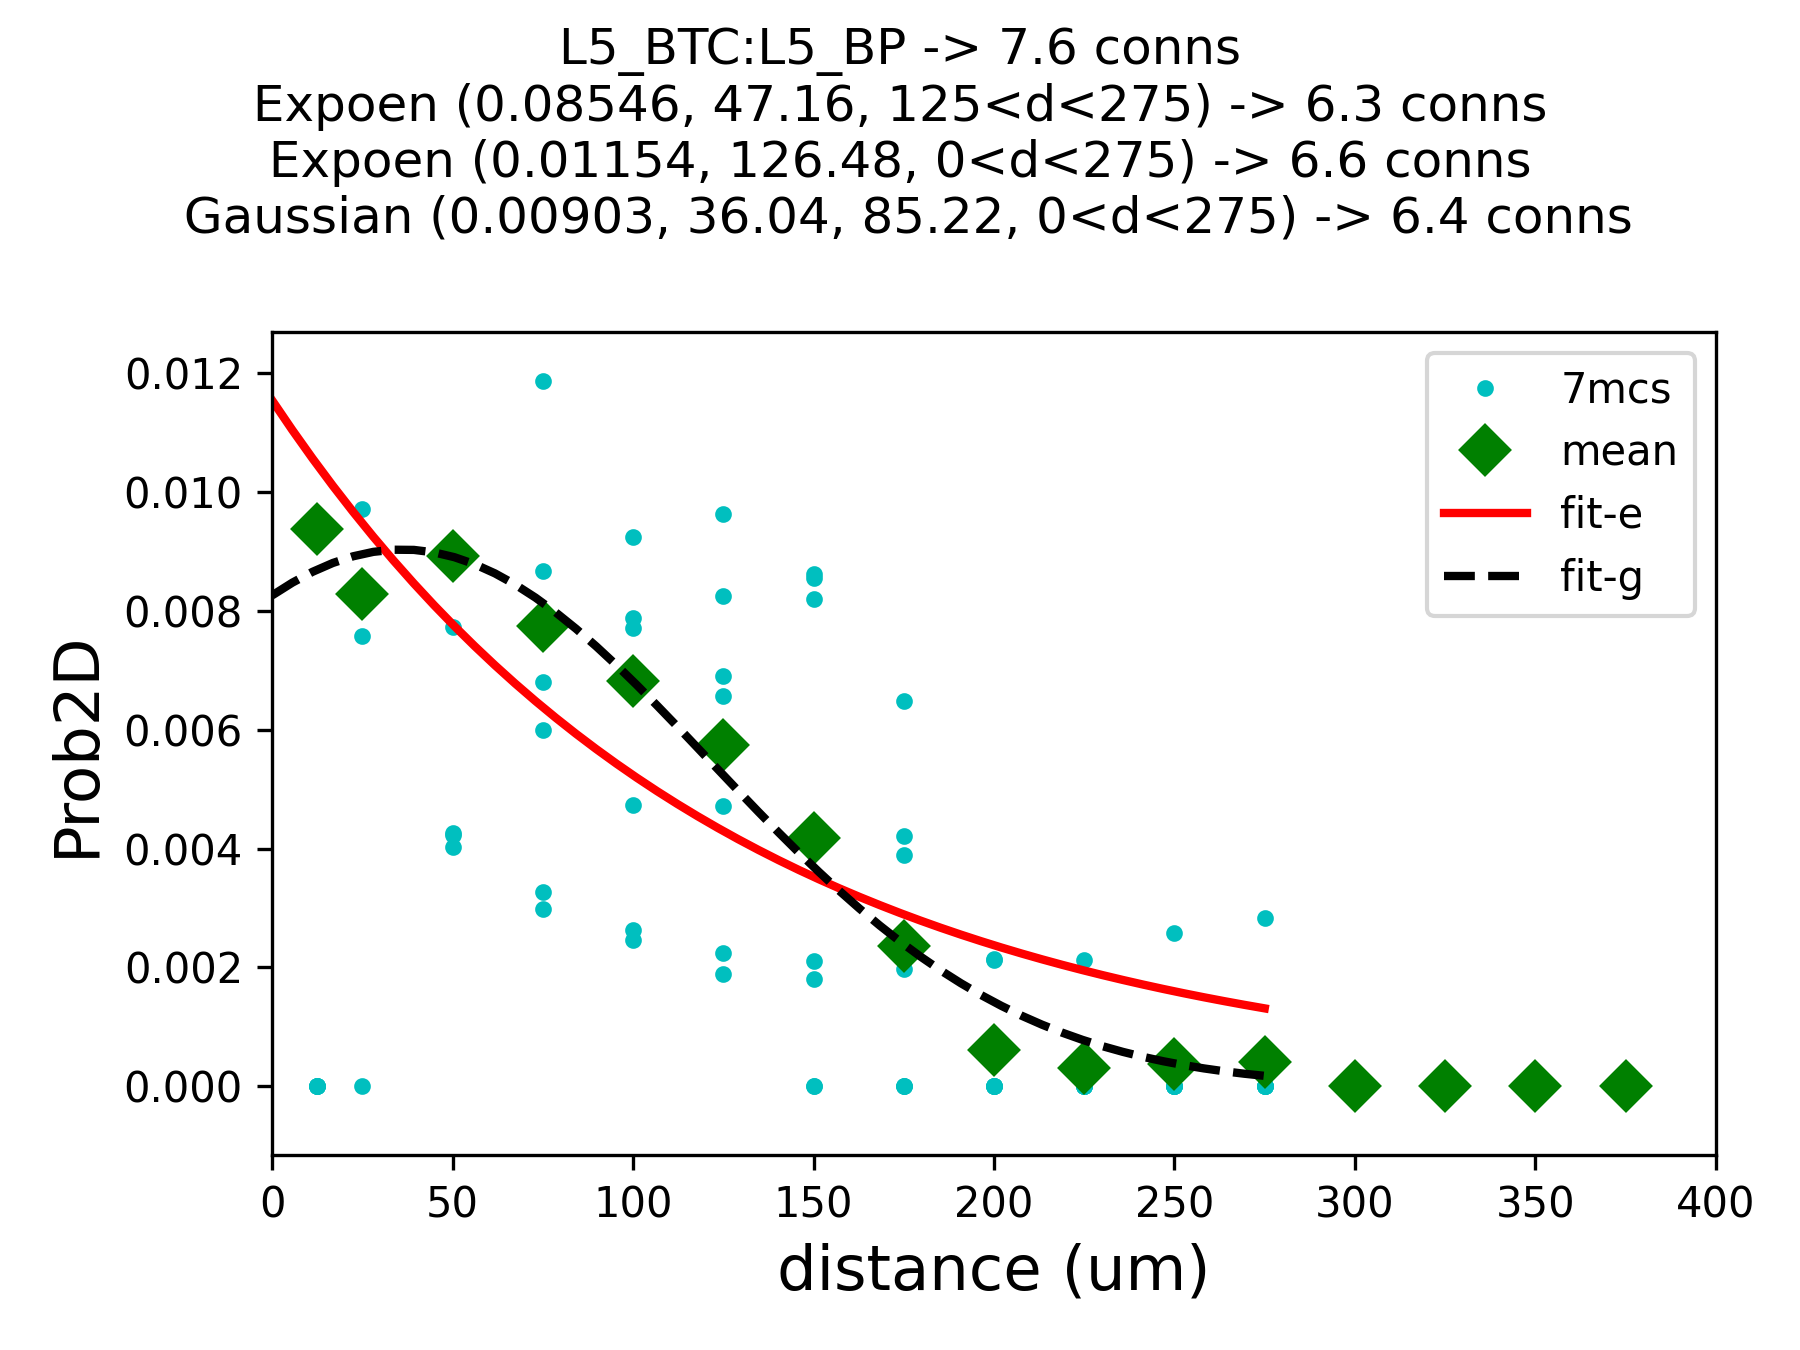 L5_BTC:L5_BP -> 7.6 conns
Expoen (0.08546, 47.16, 125<d<275) -> 6.3 conns
Expoen (0.01154, 126.48, 0<d<275) -> 6.6 conns
Gaussian (0.00903, 36.04, 85.22, 0<d<275) -> 6.4 conns
0.012
0.010
0.008
0.006
0.004
0.002
0.000
Prob2D
7mcs
mean
fit-e
fit-g
0 50 100 150 200 250 300 350 400
distance (um)